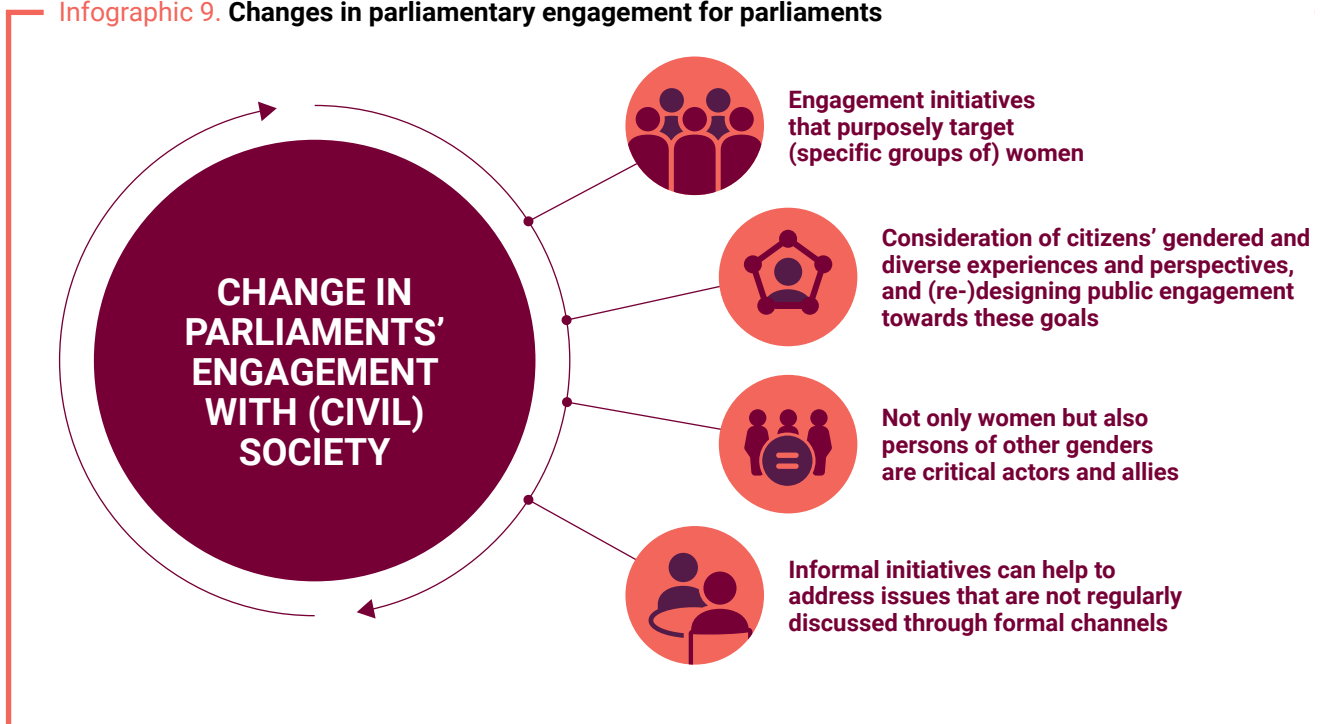 Infographic 9. Changes in parliamentary engagement for parliaments
CHANGE IN
PARLIAMENTS’
ENGAGEMENT
WITH (CIVIL)
SOCIETY
Engagement initiatives
that purposely target
(specific groups of) women
Consideration of citizens’ gendered and
diverse experiences and perspectives,
and (re-)designing public engagement
towards these goals
Not only women but also
persons of other genders
are critical actors and allies
Informal initiatives can help to
address issues that are not regularly
discussed through formal channels